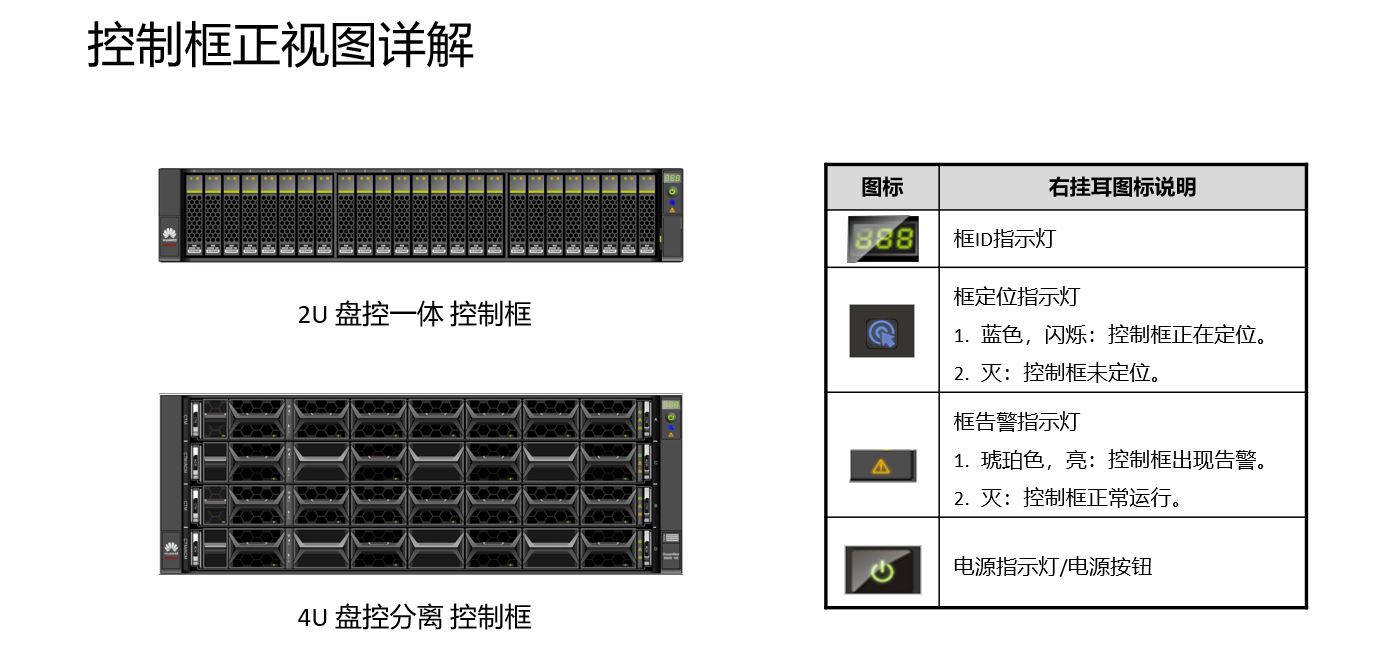 控制框正视图详解
2U 盘控一体 控制框
4U 盘控分离 控制框
图标
右挂耳图标说明
888
框ID指示灯
框定位指示灯
1. 蓝色，闪烁：控制框正在定位。
2. 灭：控制框未定位。
框告警指示灯
1. 琥珀色，亮：控制框出现告警。
2. 灭：控制框正常运行。
电源指示灯/电源按钮